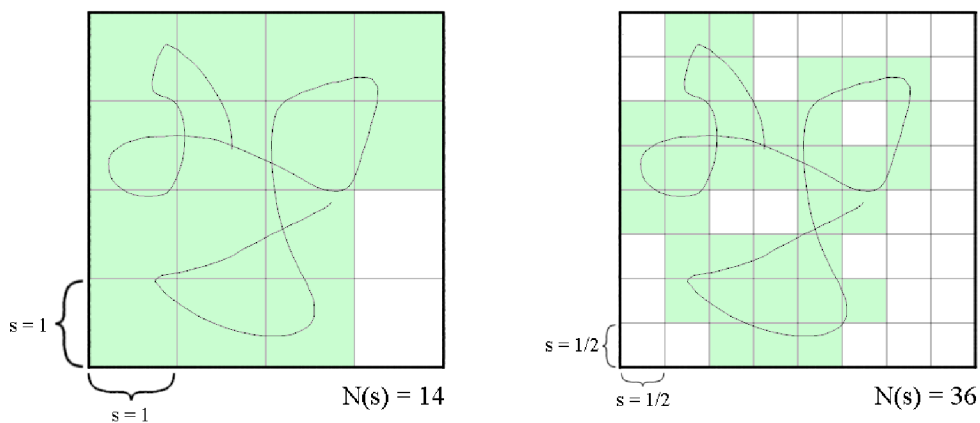 s = 1
s = 1
N(s) = 14
s = 1/2
s = 1/2
N(s) = 36